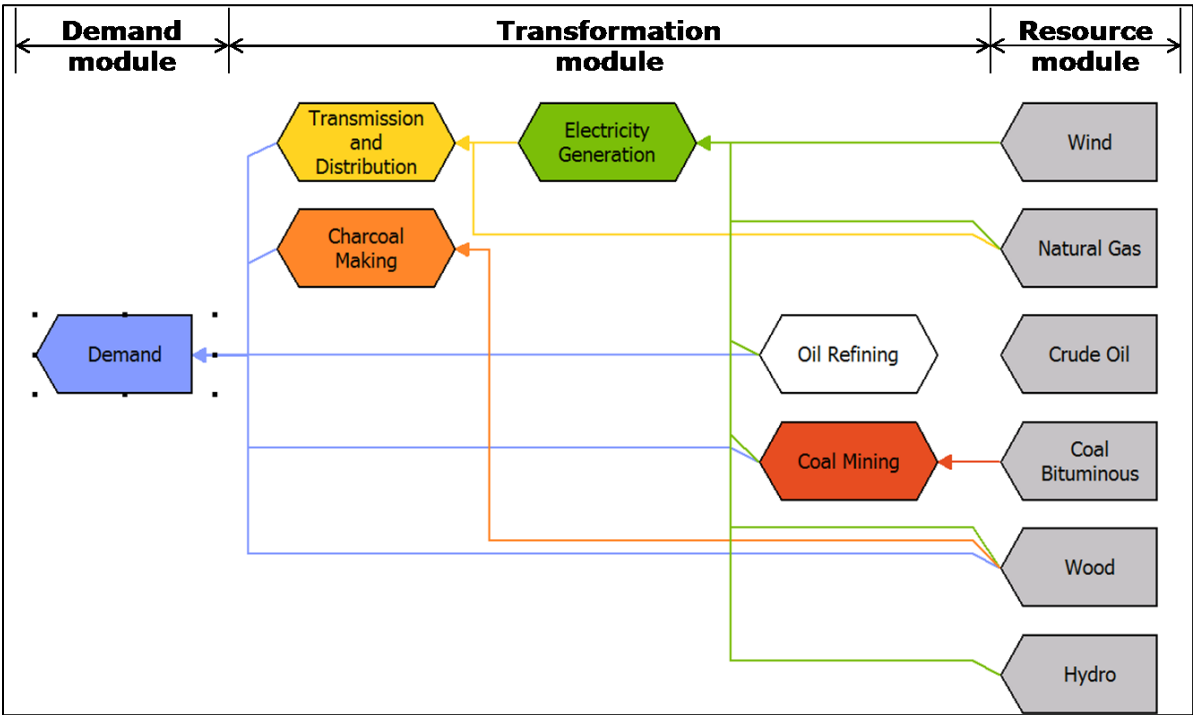 Demand
module
Transformation
module
Resource
module
Transmission
and
Distribution
Electricity
Generation
Wind
Charcoal
Making
Natural Gas
Demand
Oil Refining
Crude Oil
Coal Mining
Coal
Bituminous
Wood
Hydro